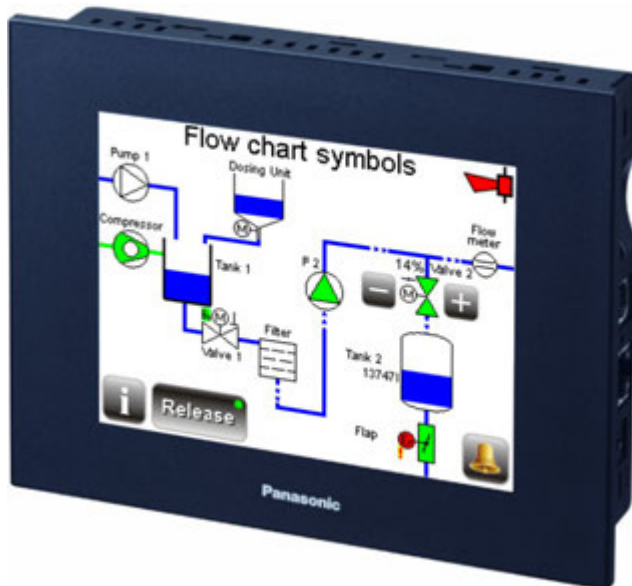 Flow chart symbols
Pump 1
Dosing Unit
M
Compressor
Tank 1
P 2
Flow
meter
14%
Valve 2
M
−
+
M
Valve 1
Filter
Tank 2
137471
Flap
i
Release
Panasonic